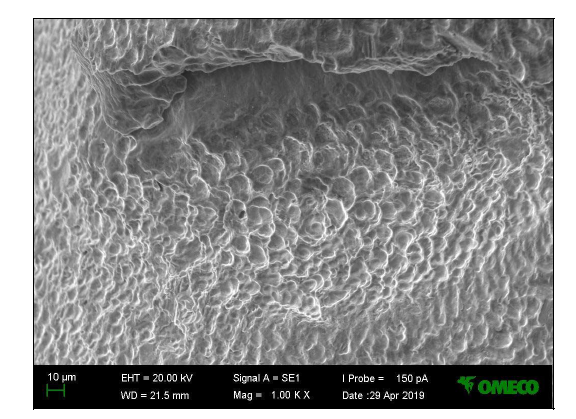 10 µm EHT = 20.00 kV Signal A = SE1 I Probe = 150 pA OMECO
WD = 21.5 mm Mag = 1.00 K X Date :29 Apr 2019